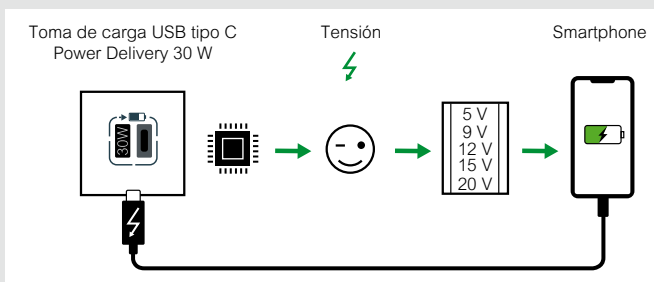 Toma de carga USB tipo C
Power Delivery 30 W
Tensión
Smartphone
30W
5 V
9 V
12 V
15 V
20 V